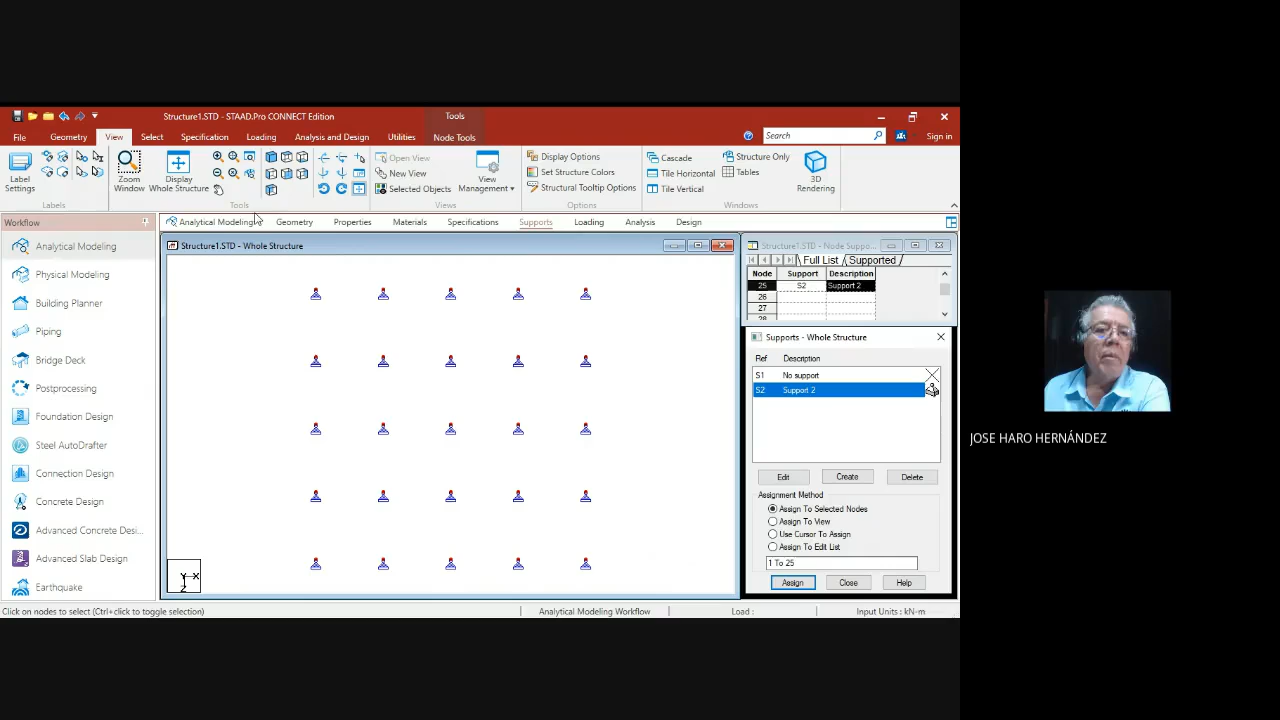 Structure1.STD - STAAD.Pro CONNECT Edition
Tools
File
Geometry
View
Select
Specification
Loading
Analysis and Design
Utilities
Node Tools
Search
Sign in
Label Settings
Zoom Window
Display Whole Structure
Open View
New View
Selected Objects
View Management
Display Options
Set Structure Colors
Structural Tooltip Options
Cascade
Tile Horizontal
Tile Vertical
Structure Only
Tables
3D Rendering
Labels
Tools
Views
Options
Windows
Workflow
Analytical Modeling
Geometry
Properties
Materials
Specifications
Supports
Loading
Analysis
Design
Analytical Modeling
Physical Modeling
Building Planner
Piping
Bridge Deck
Postprocessing
Foundation Design
Steel AutoDrafter
Connection Design
Concrete Design
Advanced Concrete Desi...
Advanced Slab Design
Earthquake
Structure1.STD - Whole Structure
Y X
Z
Structure1.STD - Node Suppo...
Full List
Supported
Node Support Description
25 S2 Support 2
26
27
28
Supports - Whole Structure
Ref Description
S1 No support
S2 Support 2
Edit
Create
Delete
Assignment Method
Assign To Selected Nodes
Assign To View
Use Cursor To Assign
Assign To Edit List
1 To 25
Assign
Close
Help
Click on nodes to select (Ctrl+click to toggle selection)
Analytical Modeling Workflow
Load :
Input Units : kN-m
JOSE HARO HERNÁNDEZ